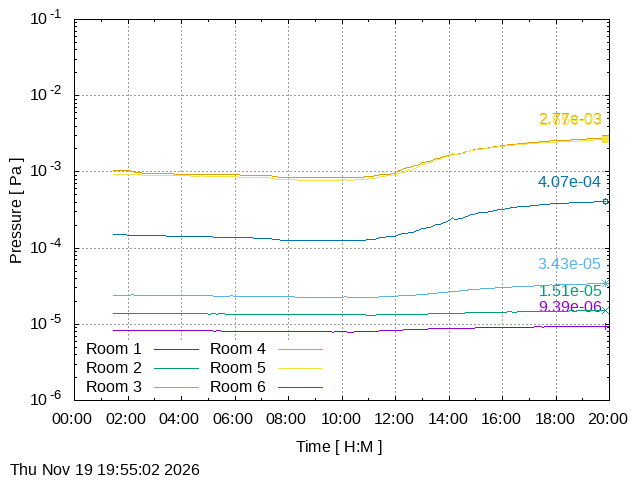 10^-1
10^-2
10^-3
10^-4
10^-5
10^-6
Pressure [ Pa ]
2.77e-03
4.07e-04
3.43e-05
1.51e-05
9.39e-06
Room 1 Room 4
Room 2 Room 5
Room 3 Room 6
00:00 02:00 04:00 06:00 08:00 10:00 12:00 14:00 16:00 18:00 20:00
Time [ H:M ]
Thu Nov 19 19:55:02 2026